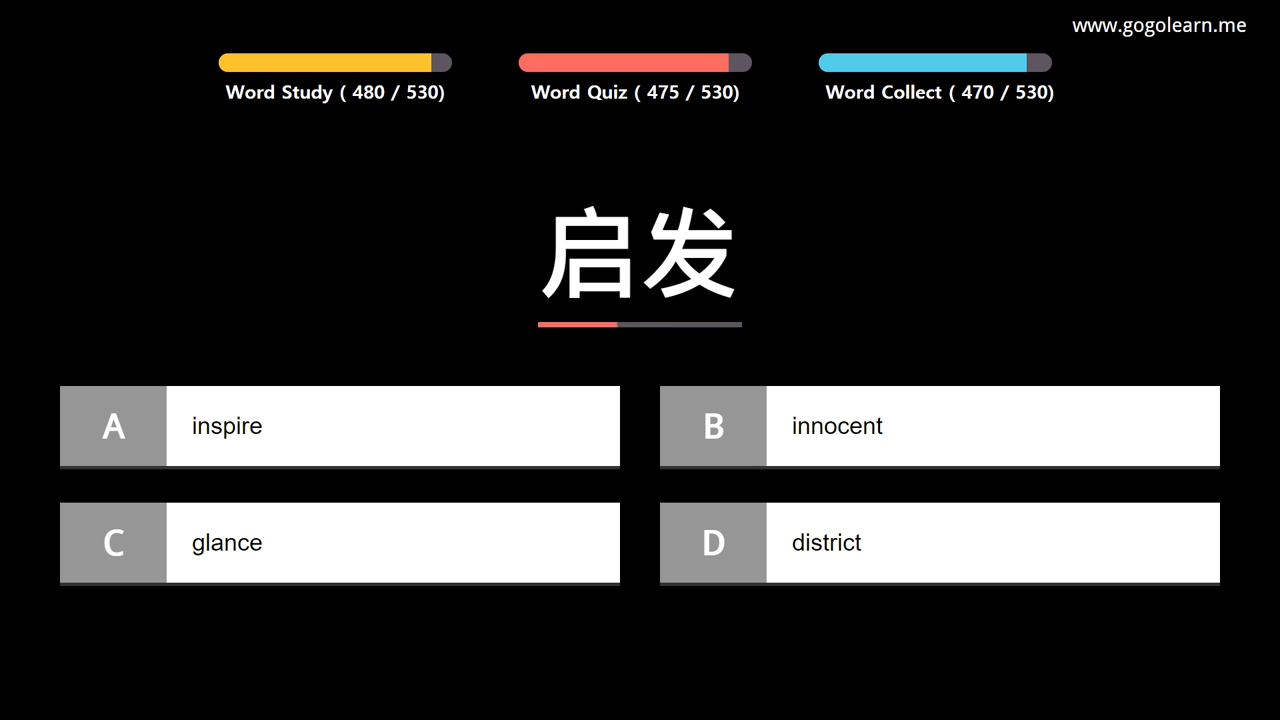 www.gogolearn.me
Word Study ( 480 / 530)
Word Quiz ( 475 / 530)
Word Collect ( 470 / 530)
启发
A inspire
B innocent
C glance
D district